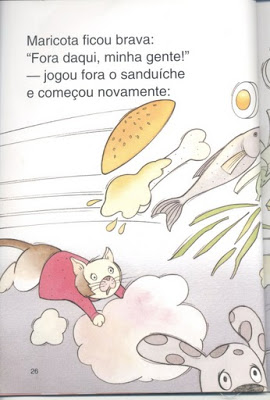 Maricota ficou brava:
“Fora daqui, minha gente!”
— jogou fora o sanduíche
e começou novamente:
26